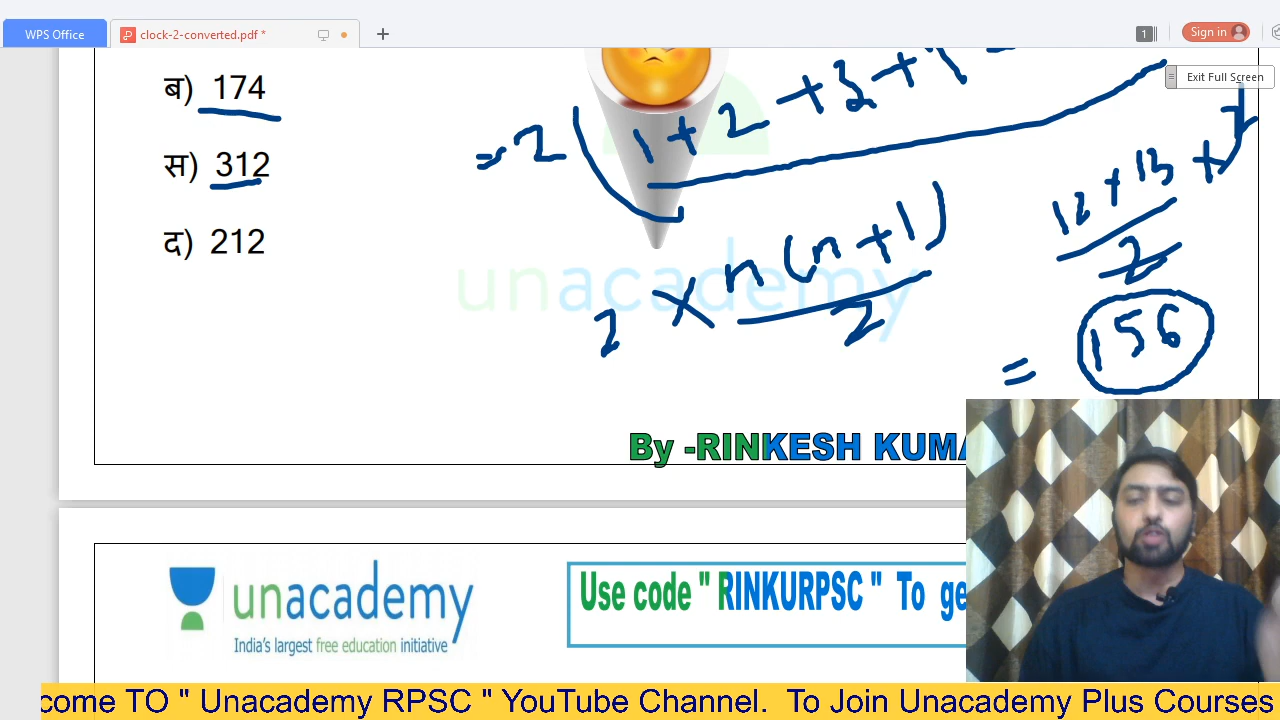 WPS Office
clock-2-converted.pdf *
+
1
Sign in
Exit Full Screen
ब) 174
स) 312
द) 212
= 2 ( 1 + 2 + 3 + 4
2 × n(n+1)
2
12 + 13 +
2
= 156
unacademy
By -RINKESH KUMA
unacademy
India's largest free education initiative
Use code " RINKURPSC " To ge
come TO " Unacademy RPSC " YouTube Channel. To Join Unacademy Plus Courses